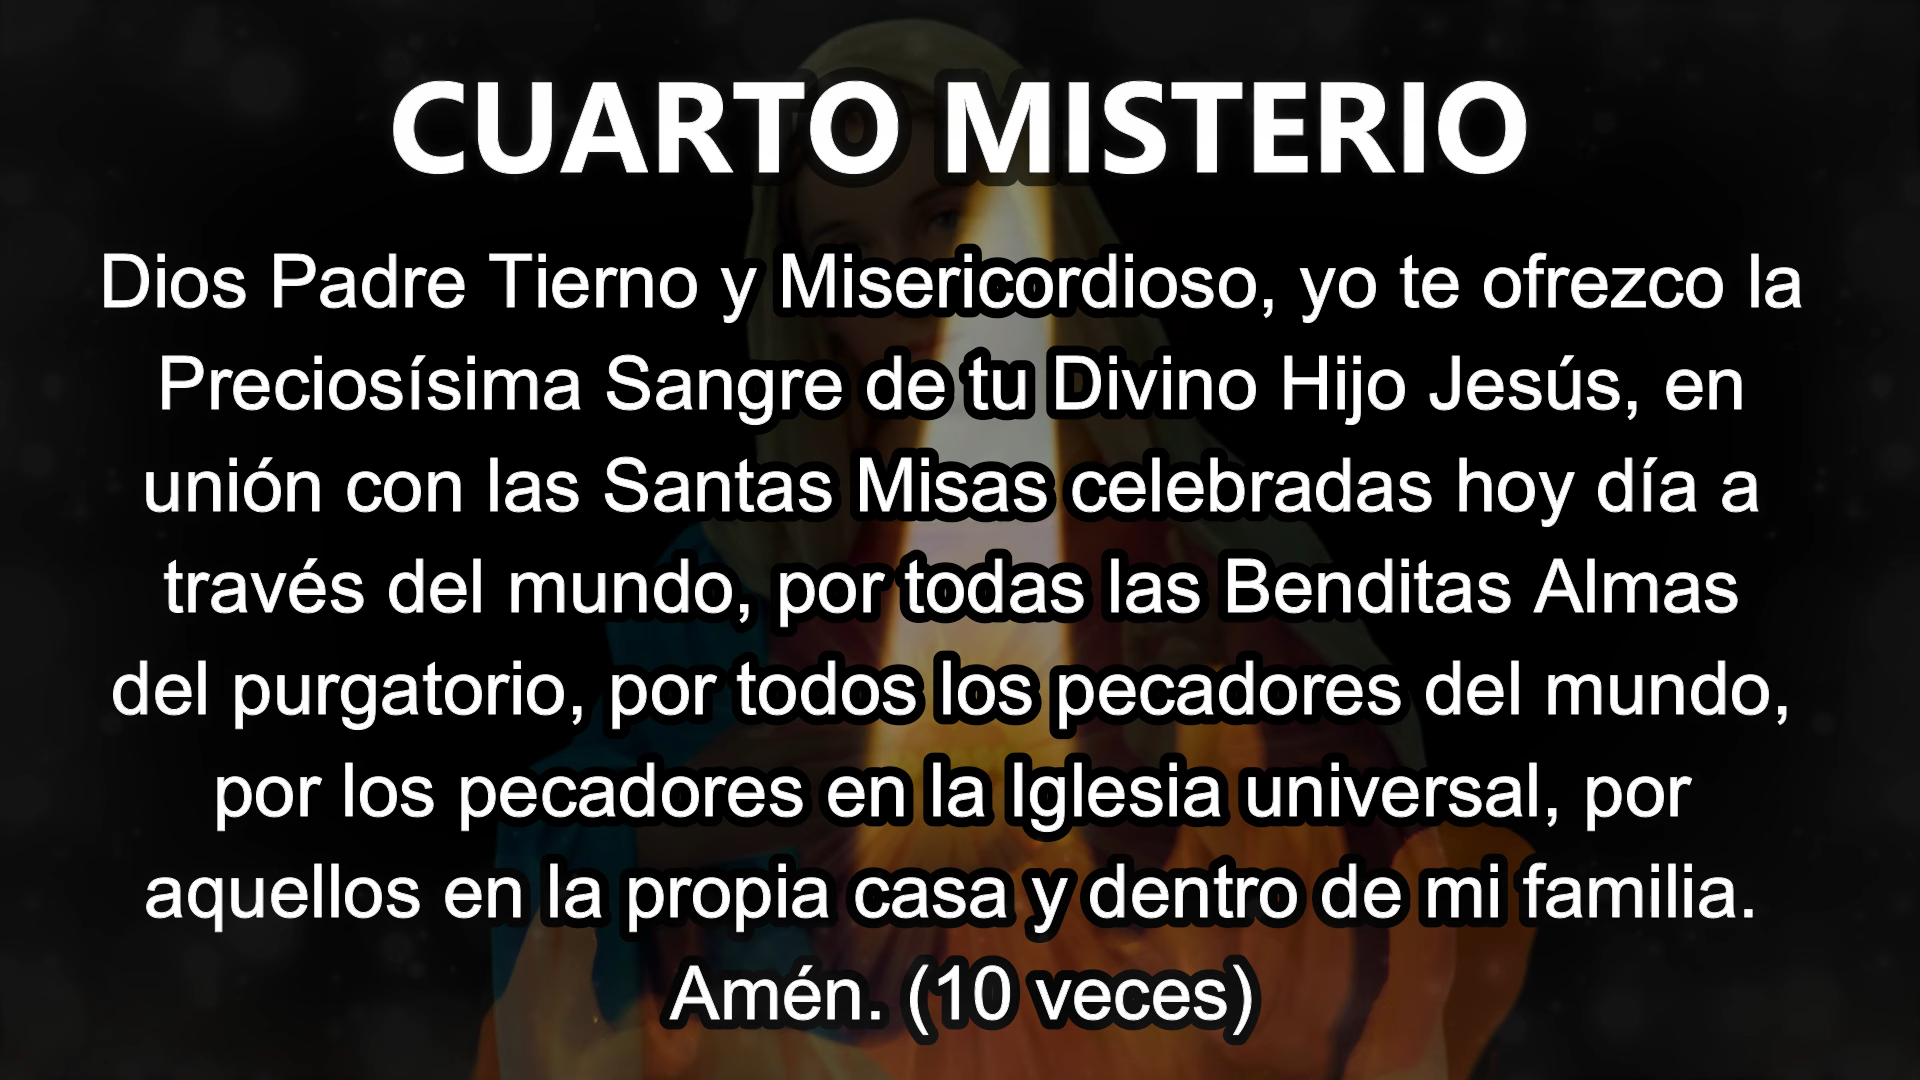 CUARTO MISTERIO
Dios Padre Tierno y Misericordioso, yo te ofrezco la
Preciosísima Sangre de tu Divino Hijo Jesús, en
unión con las Santas Misas celebradas hoy día a
través del mundo, por todas las Benditas Almas
del purgatorio, por todos los pecadores del mundo,
por los pecadores en la Iglesia universal, por
aquellos en la propia casa y dentro de mi familia.
Amén. (10 veces)